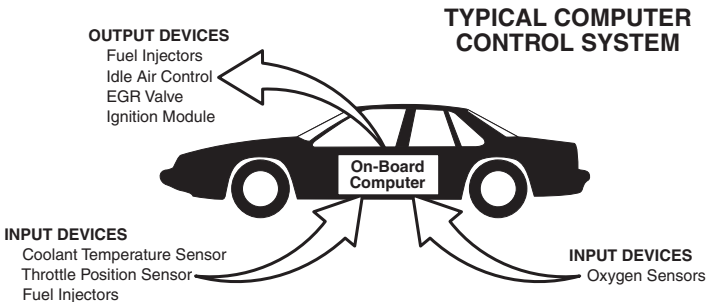 TYPICAL COMPUTER
CONTROL SYSTEM
OUTPUT DEVICES
Fuel Injectors
Idle Air Control
EGR Valve
Ignition Module
On-Board
Computer
INPUT DEVICES
Coolant Temperature Sensor
Throttle Position Sensor
Fuel Injectors
INPUT DEVICES
Oxygen Sensors